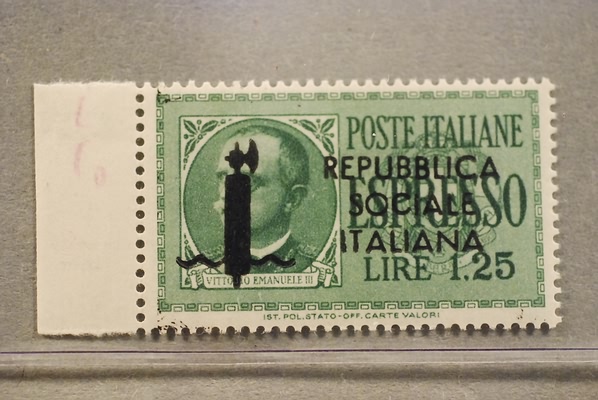 POSTE ITALIANE
REPUBBLICA
ESPRESSO
SOCIALE
ITALIANA
LIRE 1.25
VITTORIO EMANUELE III
IST. POL. STATO-OFF. CARTE VALORI